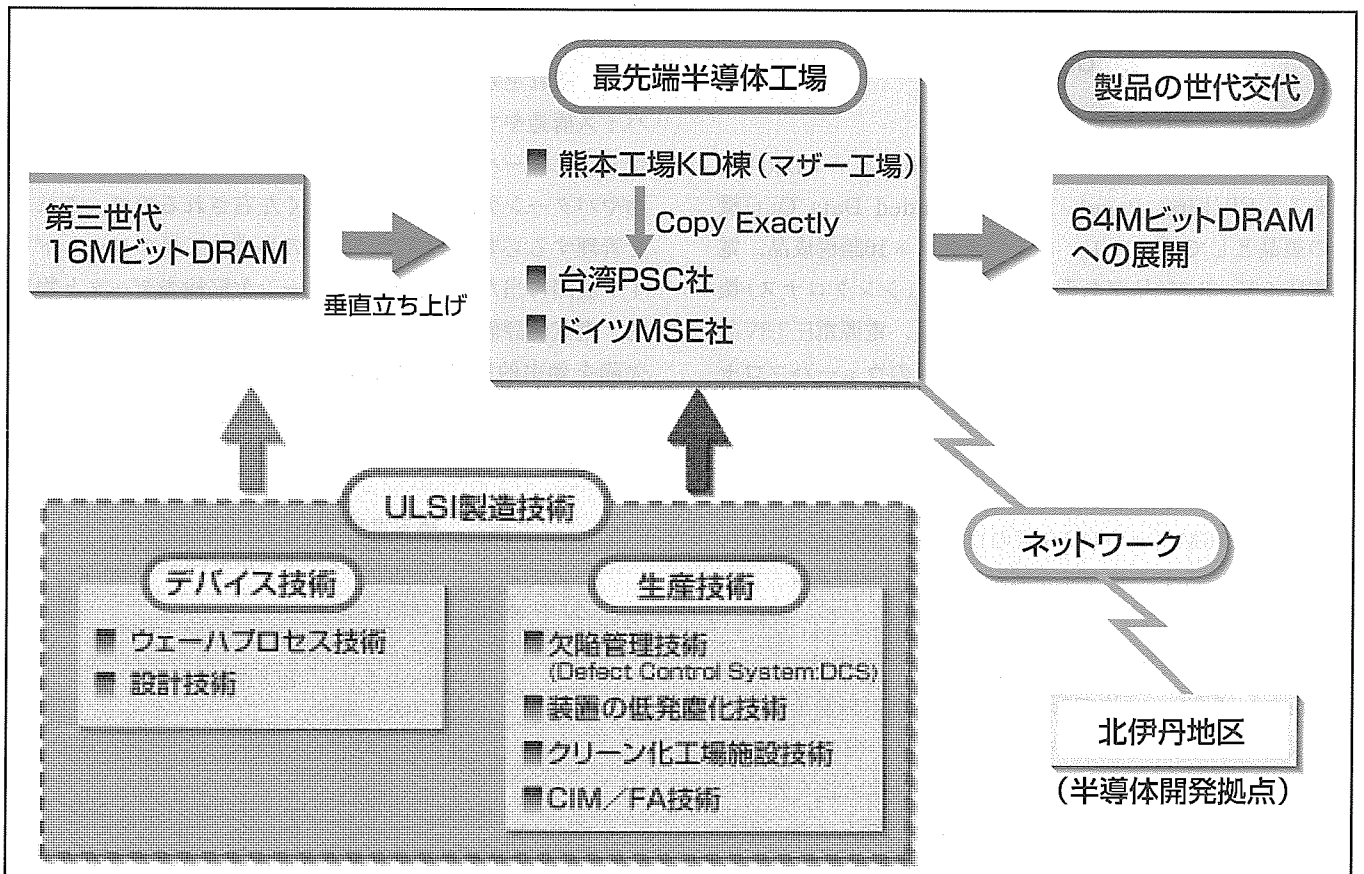 最先端半導体工場
製品の世代交代
■ 熊本工場KD棟（マザー工場）
Copy Exactly
■ 台湾PSC社
■ ドイツMSE社
第三世代
16MビットDRAM
垂直立ち上げ
64MビットDRAM
への展開
ULSI製造技術
デバイス技術
■ ウェーハプロセス技術
■ 設計技術
生産技術
■ 欠陥管理技術
(Defect Control System:DCS)
■ 装置の低発塵化技術
■ クリーン化工場施設技術
■ CIM／FA技術
ネットワーク
北伊丹地区
（半導体開発拠点）